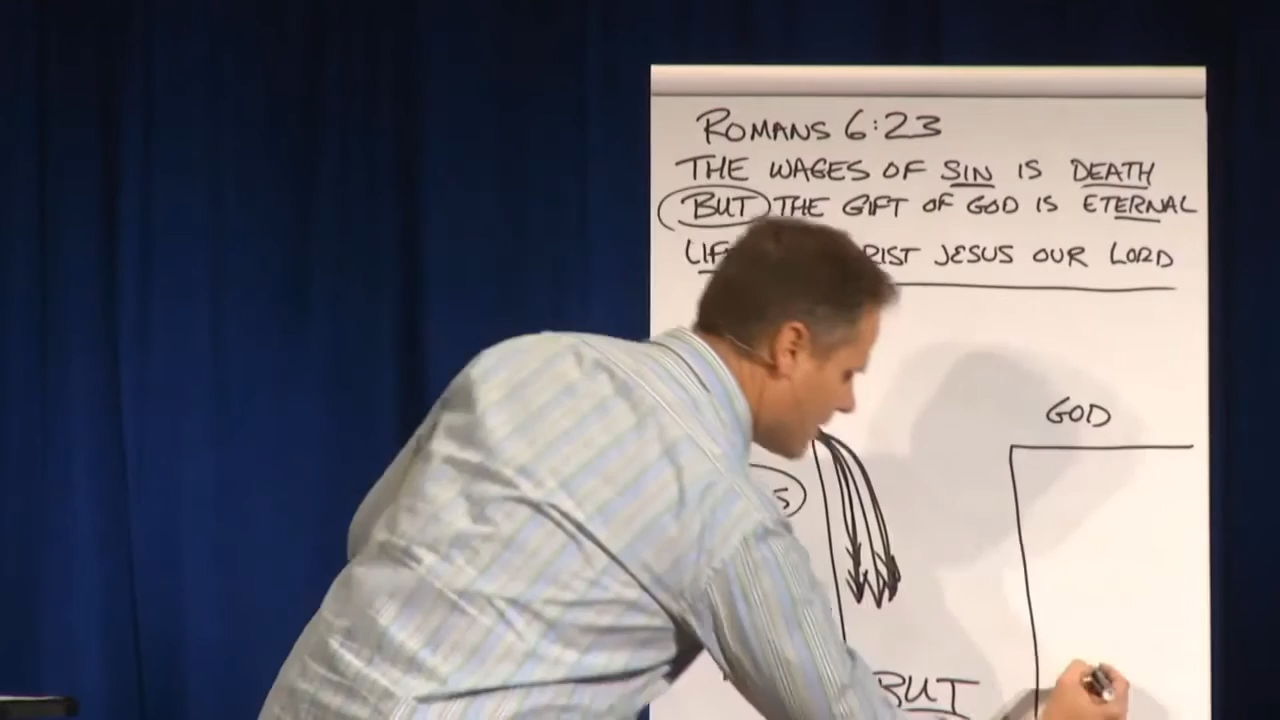 ROMANS 6:23
THE WAGES OF SIN IS DEATH
BUT THE GIFT OF GOD IS ETERNAL
JESUS OUR LORD
GOD
BUT